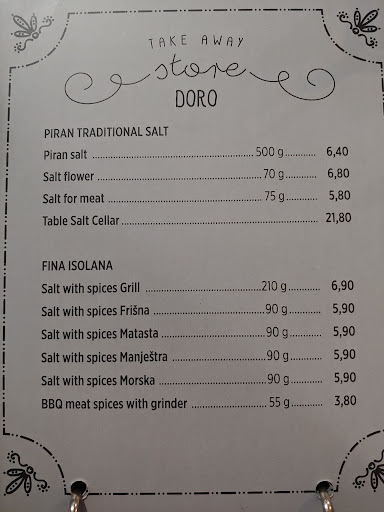 TAKE AWAY
store
DORO
PIRAN TRADITIONAL SALT
Piran salt ........................................................ 500 g............ 6,40
Salt flower ........................................................ 70 g............ 6,80
Salt for meat ..................................................... 75 g............ 5,80
Table Salt Cellar.................................................................. 21,80
FINA ISOLANA
Salt with spices Grill ......................................... 210 g............ 6,90
Salt with spices Frišna ....................................... 90 g............ 5,90
Salt with spices Matasta .................................... 90 g............ 5,90
Salt with spices Manještra ................................. 90 g............ 5,90
Salt with spices Morska ..................................... 90 g............ 5,90
BBQ meat spices with grinder ........................... 55 g............ 3,80